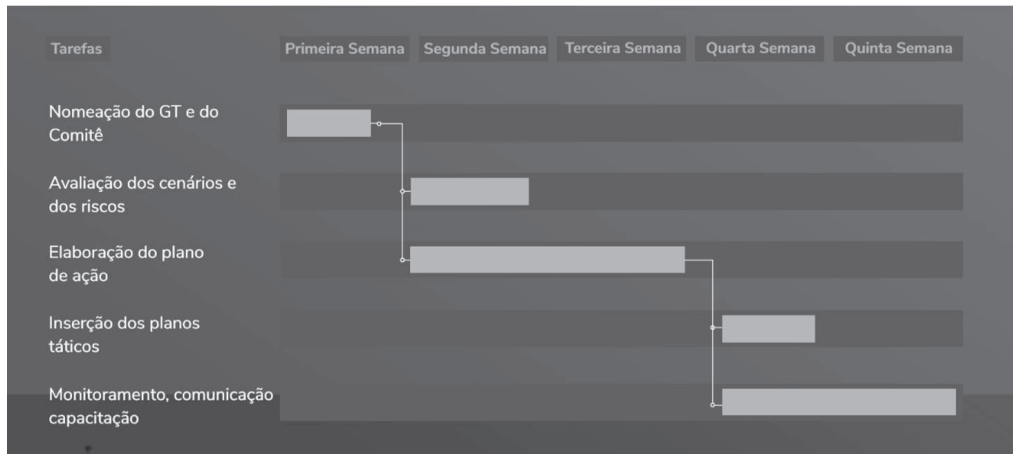 Tarefas
Primeira Semana
Segunda Semana
Terceira Semana
Quarta Semana
Quinta Semana
Nomeação do GT e do
Comitê
Avaliação dos cenários e
dos riscos
Elaboração do plano
de ação
Inserção dos planos
táticos
Monitoramento, comunicação
capacitação